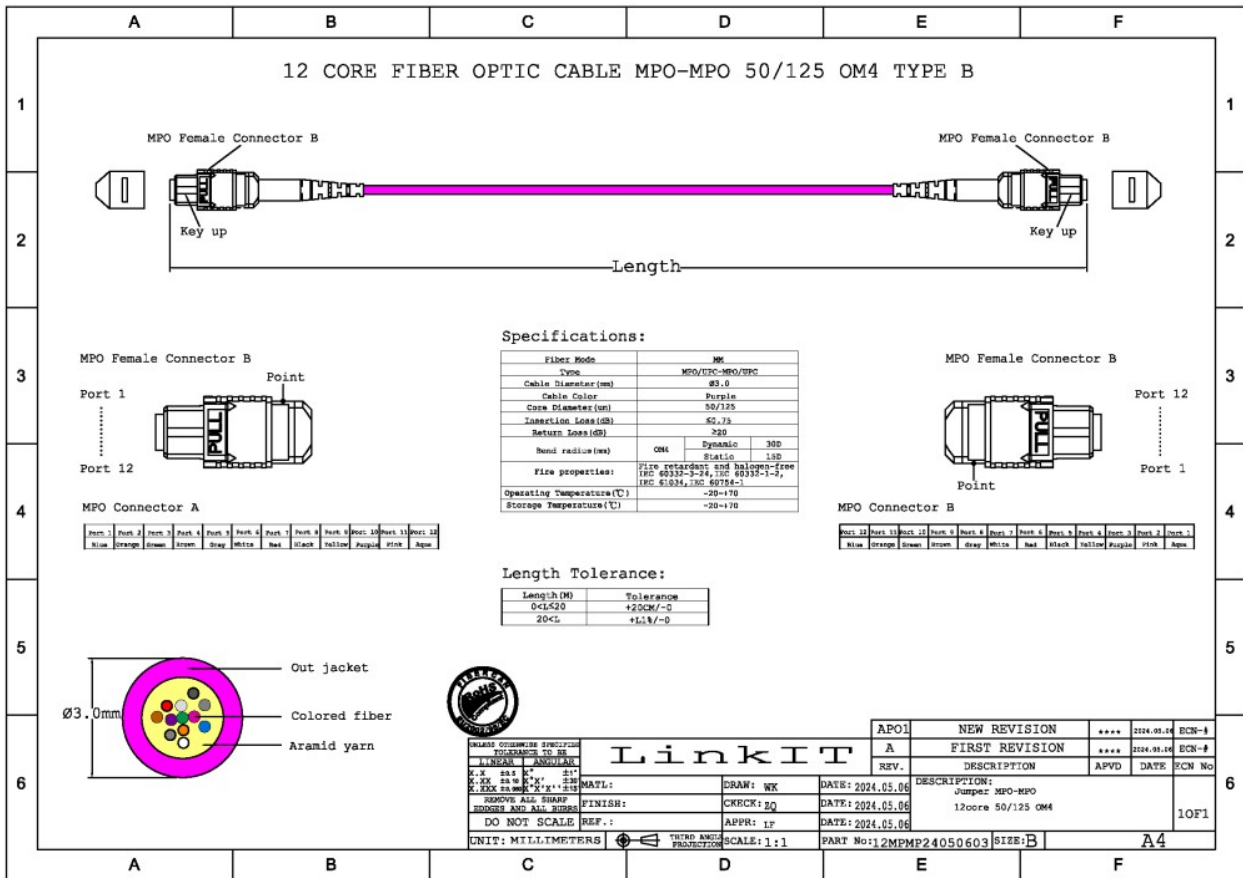 A B C D E F
12 CORE FIBER OPTIC CABLE MPO-MPO 50/125 OM4 TYPE B
1 1
MPO Female Connector B MPO Female Connector B
PULL PULL
Key up Key up
2 2
Length
Specifications:
Fiber Mode MM
Type MPO/UPC-MPO/UPC
Cable Diameter(mm) Ø3.0
Cable Color Purple
Core Diameter(um) 50/125
Insertion Loss(dB) ≤0.75
Return Loss(dB) ≥20
Bend radius(mm) OM4 Dynamic 30D
Static 15D
Fire properties: Fire retardant and halogen-free
IEC 60332-3-24, IEC 60332-1-2,
IEC 61034, IEC 60754-1
Operating Temperature(℃) -20~+70
Storage Temperature(℃) -20~+70
3 3
MPO Female Connector B MPO Female Connector B
Point
Port 1 Port 12
PULL PULL
Port 12 Port 1
Point
4 4
MPO Connector A MPO Connector B
Port 1 Port 2 Port 3 Port 4 Port 5 Port 6 Port 7 Port 8 Port 9 Port 10 Port 11 Port 12
Blue Orange Green Brown Gray White Red Black Yellow Purple Pink Aqua
Port 12 Port 11 Port 10 Port 9 Port 8 Port 7 Port 6 Port 5 Port 4 Port 3 Port 2 Port 1
Blue Orange Green Brown Gray White Red Black Yellow Purple Pink Aqua
Length Tolerance:
Length(M) Tolerance
0<L≤20 +20CM/-0
20<L +L1%/-0
5 5
Out jacket
Ø3.0mm Colored fiber
Aramid yarn
RoHS
6 6
UNLESS OTHERWISE SPECIFIED
TOLERANCE TO BE
LINEAR ANGULAR
REMOVE ALL SHARP
EDGES AND ALL BURRS
DO NOT SCALE
UNIT: MILLIMETERS
THIRD ANGLE
PROJECTION
LinkIT
MATL: DRAW: WK DATE: 2024.05.06
FINISH: CKECK: ZQ DATE: 2024.05.06
REF.: APPR: LF DATE: 2024.05.06
SCALE: 1:1 PART No: 12MPMP24050603 SIZE: B A4
APO1 NEW REVISION **** 2024.05.06 ECN-#
A FIRST REVISION **** 2024.05.06 ECN-#
REV. DESCRIPTION APVD DATE ECN No
DESCRIPTION:
Jumper MPO-MPO
12core 50/125 OM4
1OF1
A B C D E F